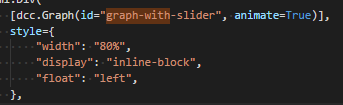 [dcc.Graph(id="graph-with-slider", animate=True)],
style={
"width": "80%",
"display": "inline-block",
"float": "left",
},